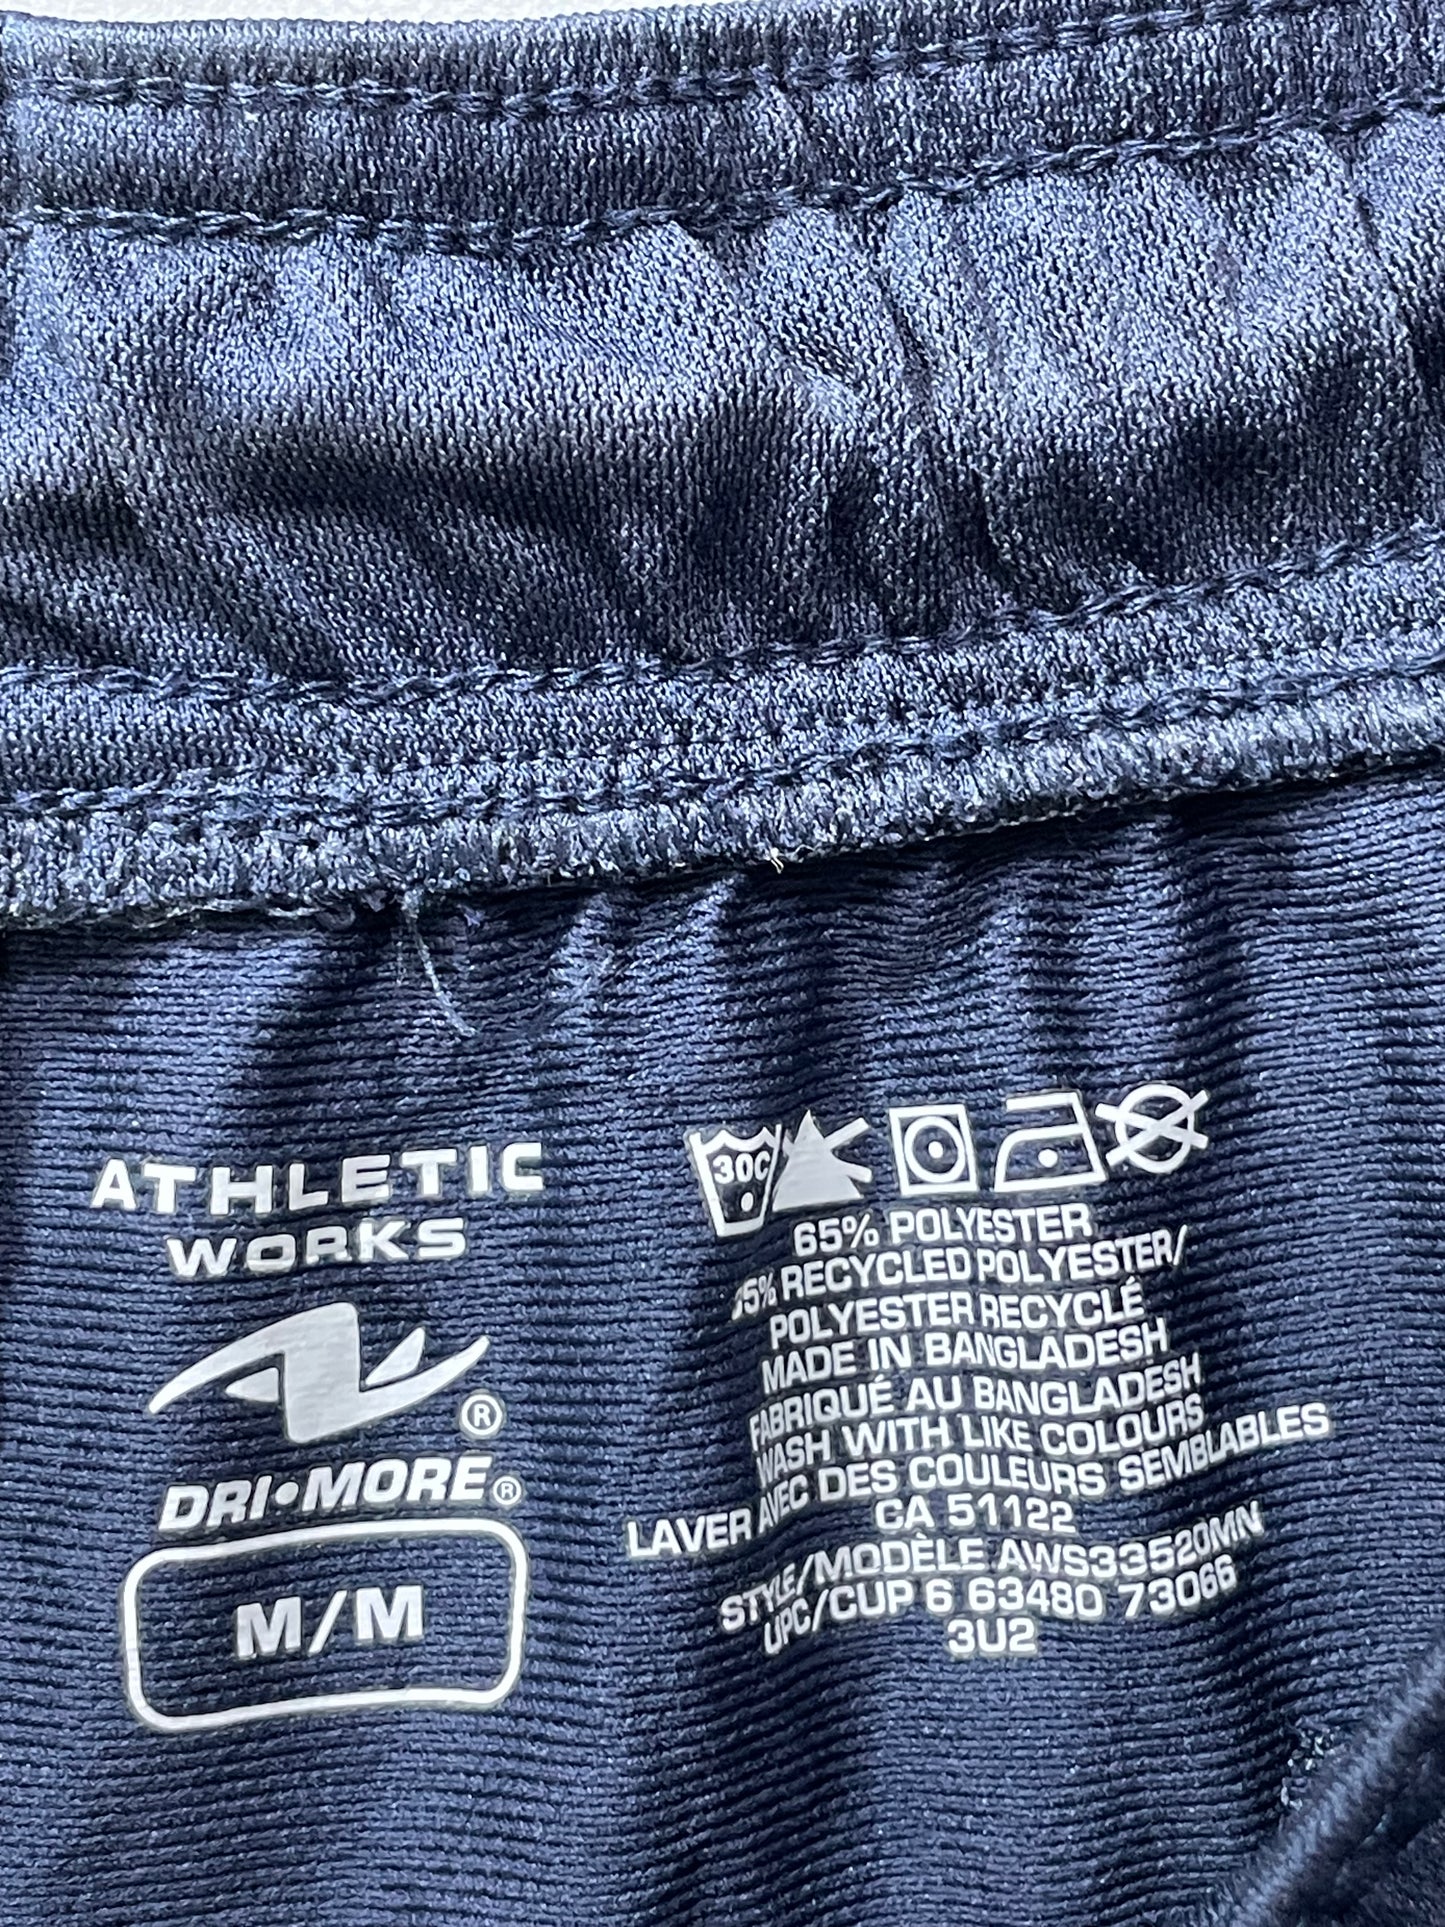 ATHLETIC
WORKS
®
DRI•MORE®
M/M
30C
65% POLYESTER
35% RECYCLED POLYESTER/
POLYESTER RECYCLÉ
MADE IN BANGLADESH
FABRIQUÉ AU BANGLADESH
WASH WITH LIKE COLOURS
LAVER AVEC DES COULEURS SEMBLABLES
CA 51122
STYLE/MODÈLE AWS33520MN
UPC/CUP 6 63480 73066
3U2